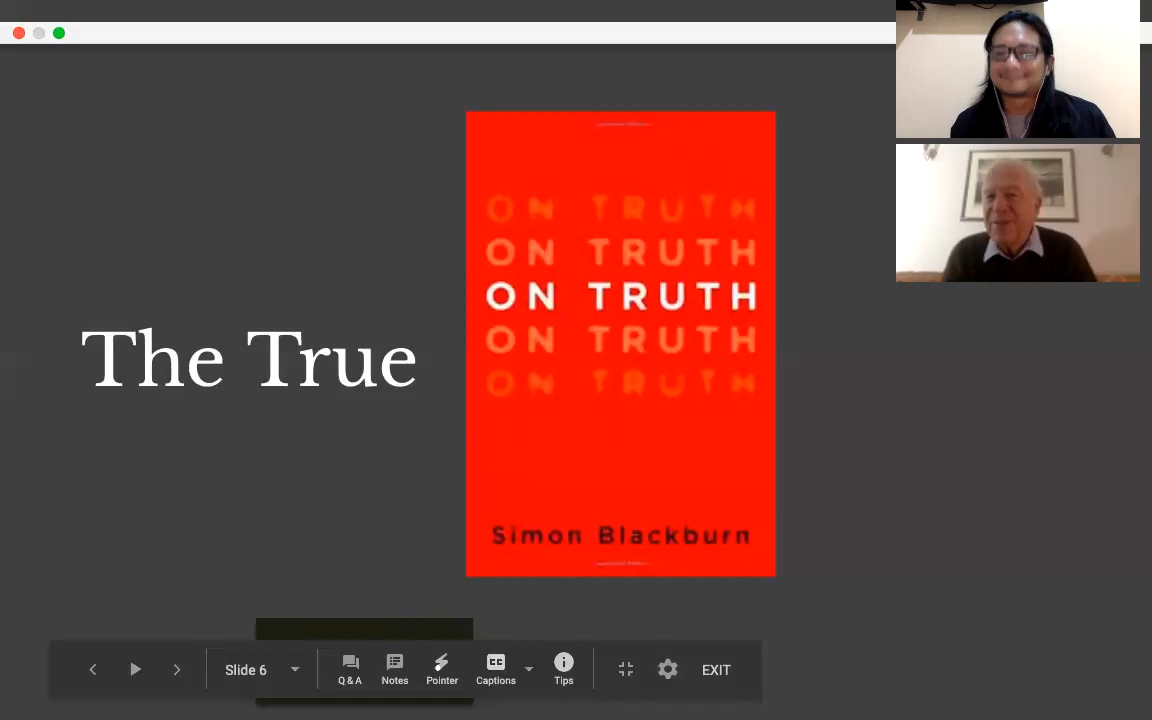 The True
ON TRUTH
ON TRUTH
ON TRUTH
ON TRUTH
ON TRUTH
Simon Blackburn
Slide 6
Q & A
Notes
Pointer
CC
Captions
Tips
EXIT